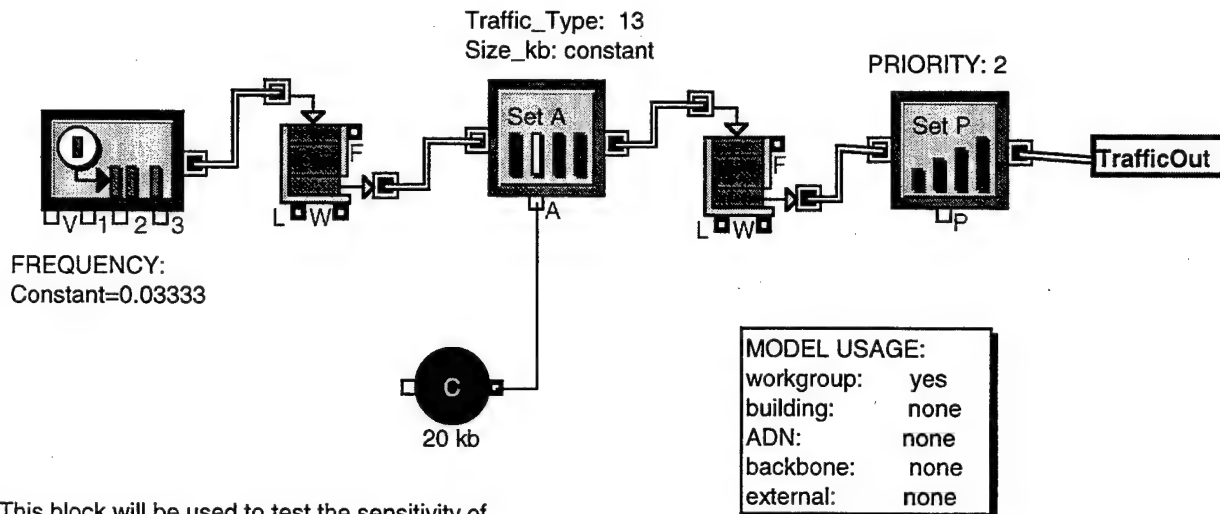 Traffic_Type: 13
Size_kb: constant
PRIORITY: 2
Set A
Set P
F
F
TrafficOut
V 1 2 3
L W
A
L W
P
FREQUENCY:
Constant=0.03333
C
20 kb
MODEL USAGE:
workgroup: yes
building: none
ADN: none
backbone: none
external: none
This block will be used to test the sensitivity of